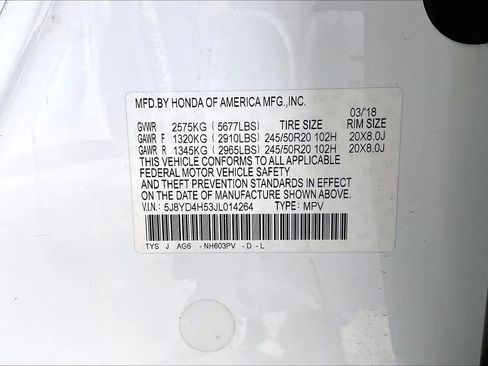 MFD.BY HONDA OF AMERICA MFG.,INC.
03/18
GVWR 2575KG (5677LBS) TIRE SIZE RIM SIZE
GAWR F 1320KG (2910LBS) 245/50R20 102H 20X8.0J
GAWR R 1345KG (2965LBS) 245/50R20 102H 20X8.0J
THIS VEHICLE CONFORMS TO ALL APPLICABLE
FEDERAL MOTOR VEHICLE SAFETY
AND THEFT PREVENTION STANDARDS IN EFFECT
ON THE DATE OF MANUFACTURE SHOWN ABOVE.
V.I.N: 5J8YD4H53JL014264 TYPE: MPV
TYS J AG6 - NH603PV - D - L